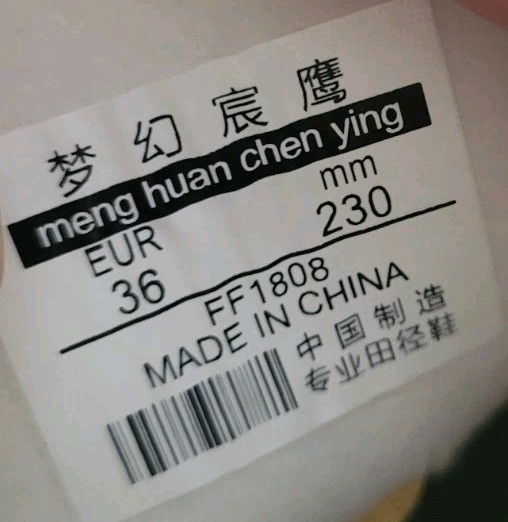 梦幻宸鹰
meng huan chen ying
EUR mm
36 230
FF1808
MADE IN CHINA
中国制造
专业田径鞋